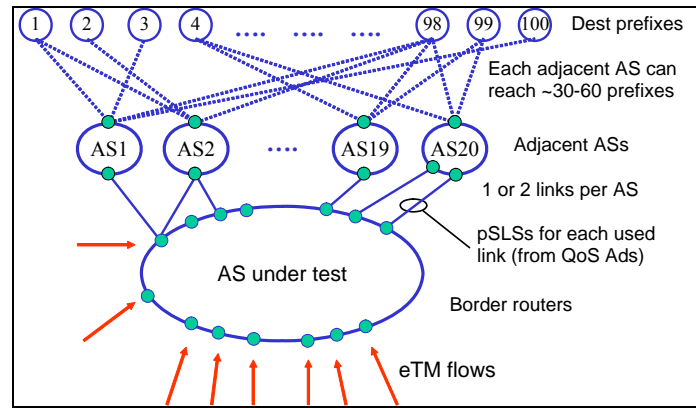 1 2 3 4 .... .... 98 99 100 Dest prefixes
Each adjacent AS can
reach ~30-60 prefixes
AS1 AS2 .... AS19 AS20 Adjacent ASs
1 or 2 links per AS
pSLSs for each used
link (from QoS Ads)
AS under test
Border routers
eTM flows